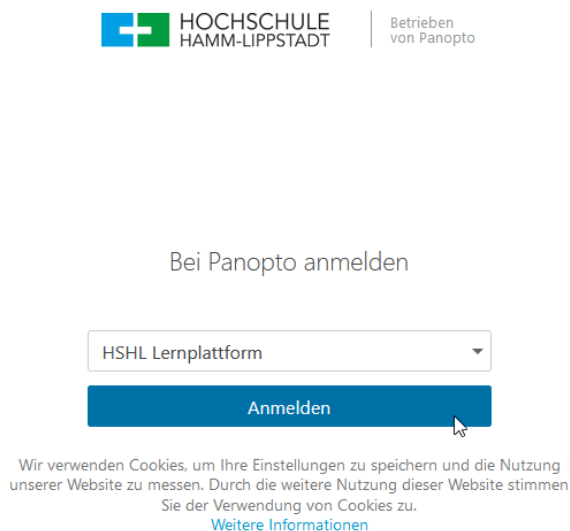 HOCHSCHULE
HAMM-LIPPSTADT
Betrieben
von Panopto
Bei Panopto anmelden
HSHL Lernplattform
Anmelden
Wir verwenden Cookies, um Ihre Einstellungen zu speichern und die Nutzung
unserer Website zu messen. Durch die weitere Nutzung dieser Website stimmen
Sie der Verwendung von Cookies zu.
Weitere Informationen